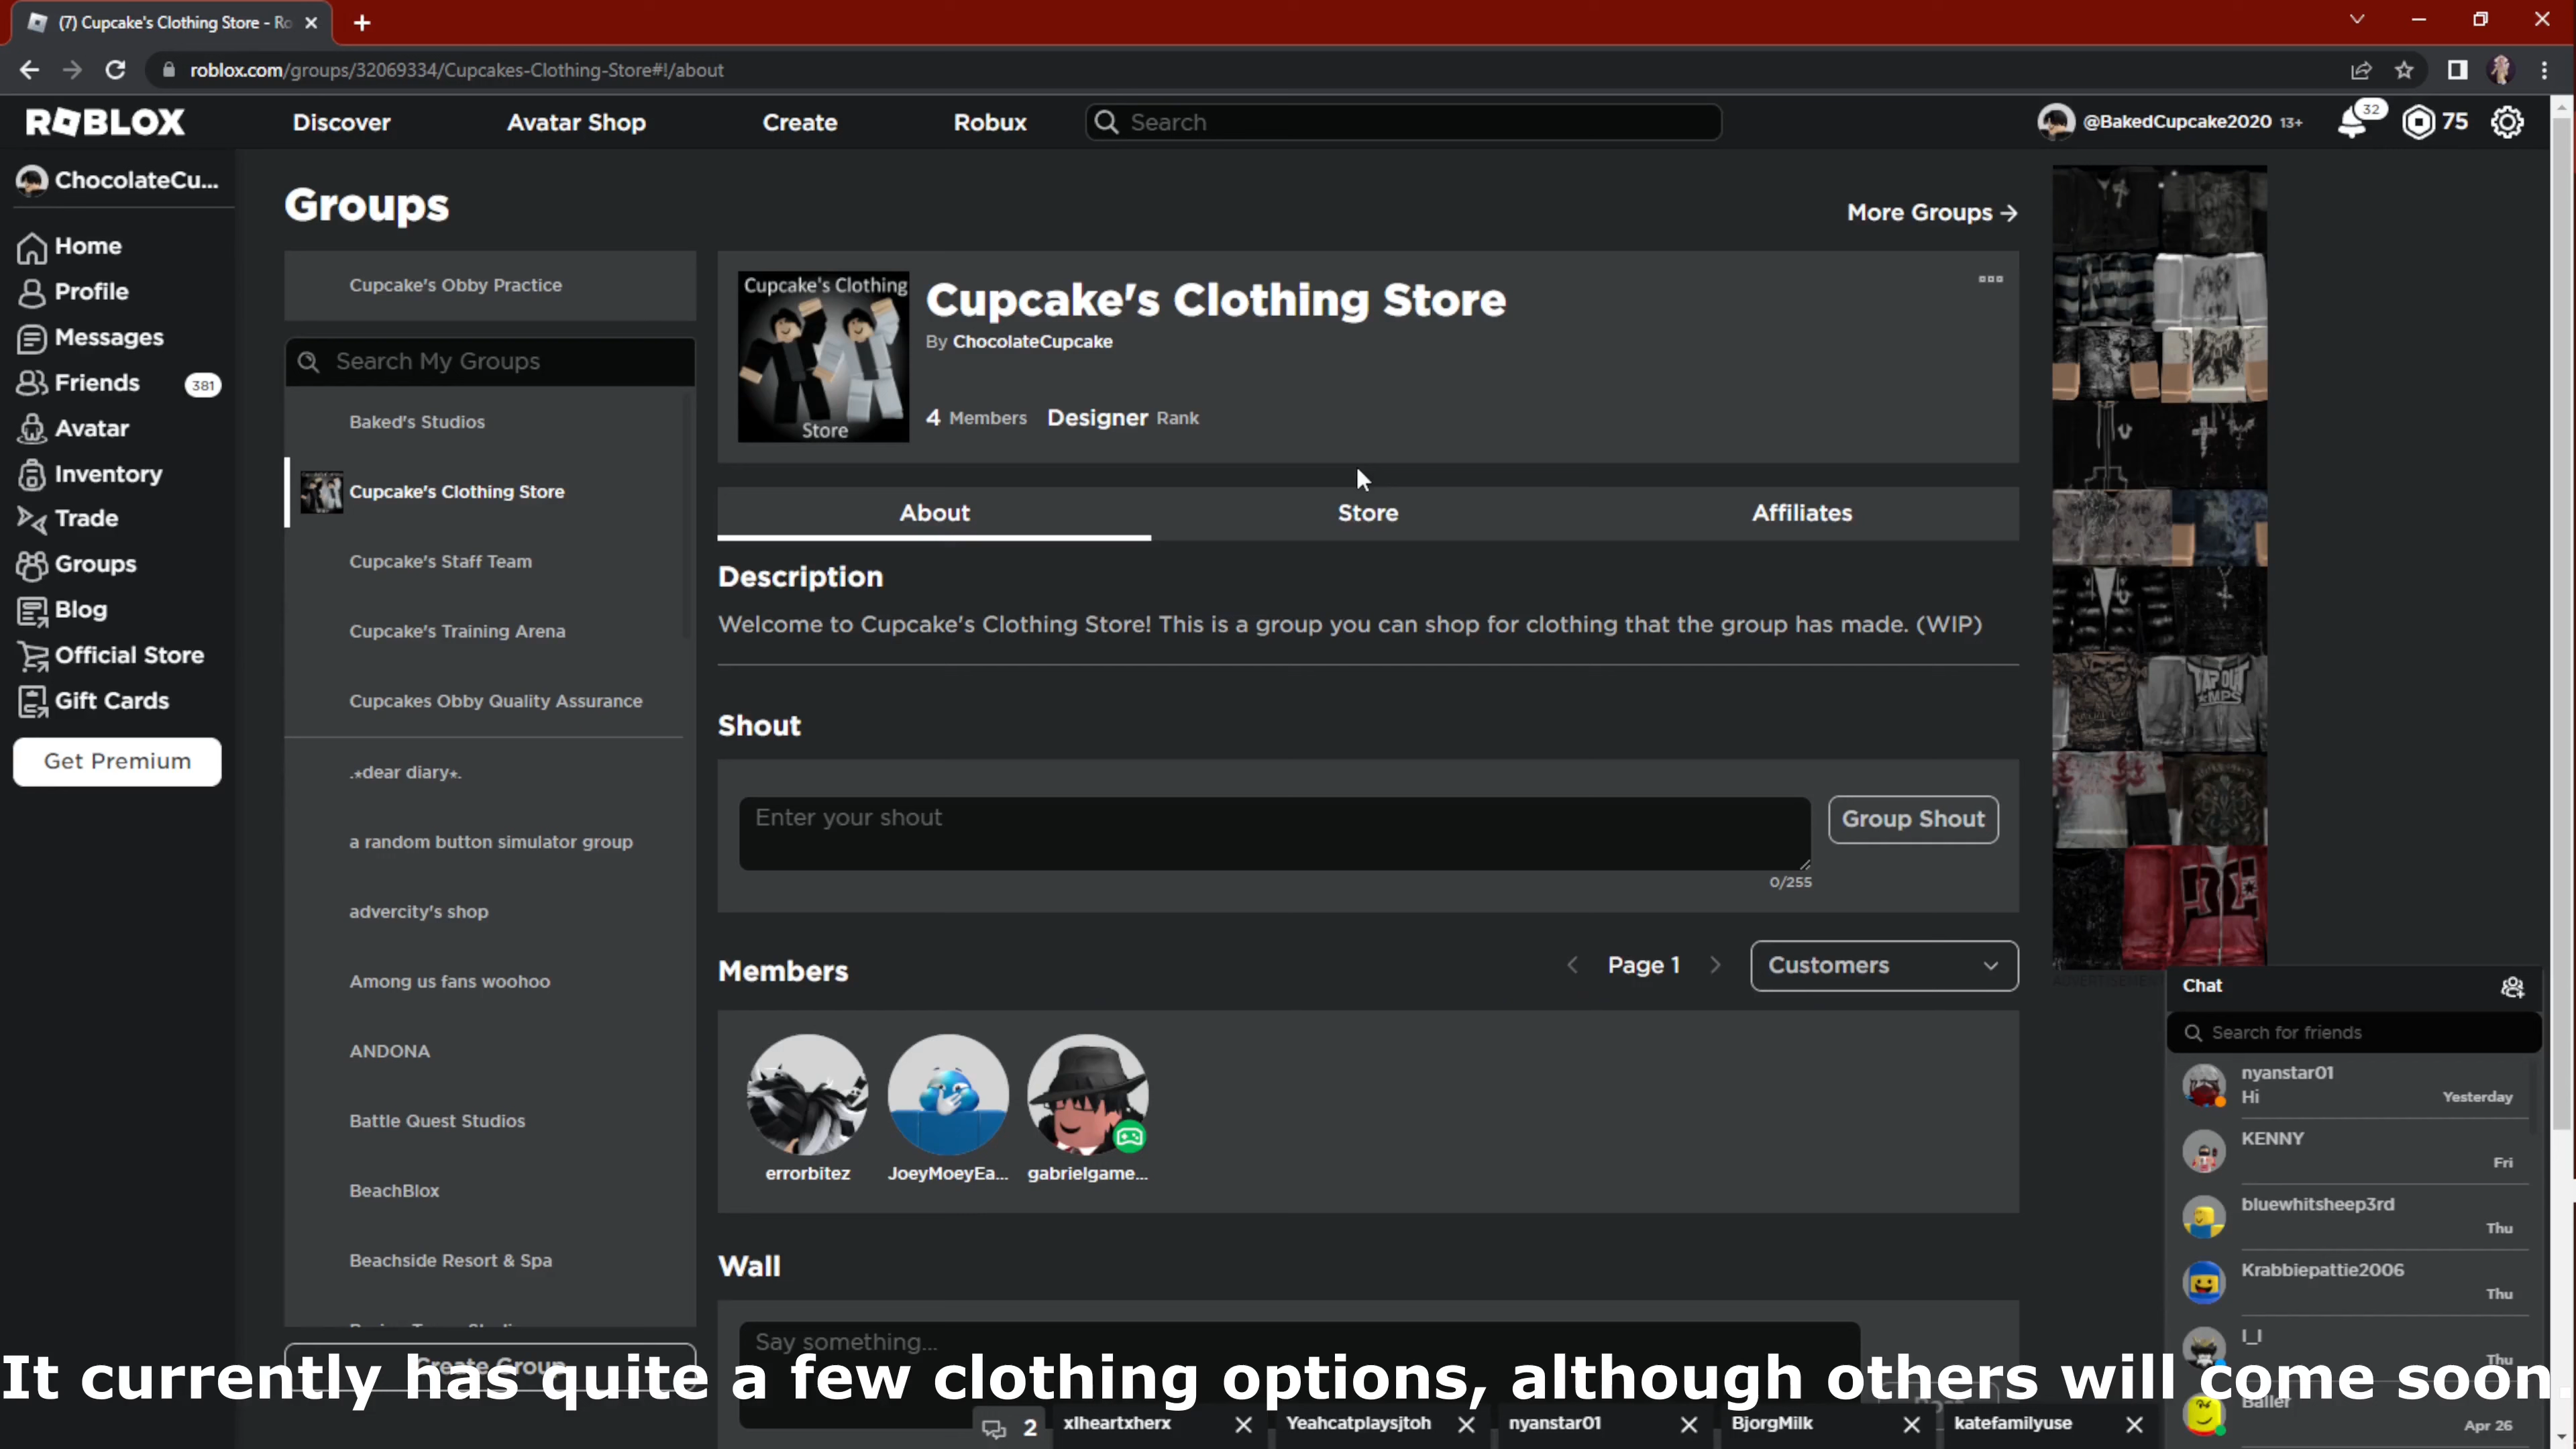 (7) Cupcake's Clothing Store - Ro
roblox.com/groups/32069334/Cupcakes-Clothing-Store#!/about
ROBLOX
Discover
Avatar Shop
Create
Robux
Search
@BakedCupcake2020 13+
32
75
ChocolateCu...
Home
Profile
Messages
Friends
381
Avatar
Inventory
Trade
Groups
Blog
Official Store
Gift Cards
Get Premium
Groups
More Groups
Cupcake's Obby Practice
Search My Groups
Baked's Studios
Cupcake's Clothing Store
Cupcake's Staff Team
Cupcake's Training Arena
Cupcakes Obby Quality Assurance
.⋆dear diary⋆.
a random button simulator group
advercity's shop
Among us fans woohoo
ANDONA
Battle Quest Studios
BeachBlox
Beachside Resort & Spa
Create Group
Cupcake's Clothing
Store
Cupcake's Clothing Store
By ChocolateCupcake
4 Members Designer Rank
About
Store
Affiliates
Description
Welcome to Cupcake's Clothing Store! This is a group you can shop for clothing that the group has made. (WIP)
Shout
Enter your shout
Group Shout
0/255
Members
Page 1
Customers
errorbitez
JoeyMoeyEa...
gabrielgame...
Wall
Say something...
TAP OUT
MPS
Chat
Search for friends
nyanstar01
Hi
Yesterday
KENNY
Fri
bluewhitsheep3rd
Thu
Krabbiepattie2006
Thu
I_I
Thu
Baller
Apr 26
It currently has quite a few clothing options, although others will come soon
2
xlheartxherx
Yeahcatplaysjtoh
nyanstar01
BjorgMilk
katefamilyuse